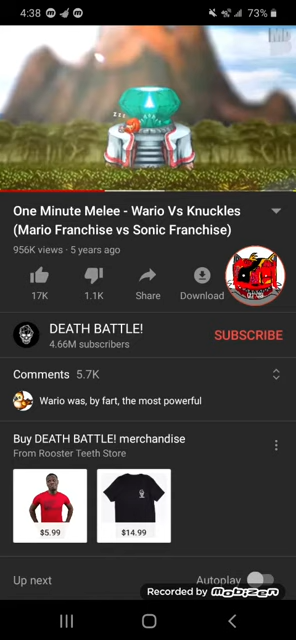 4:38
73%
zzz
One Minute Melee - Wario Vs Knuckles
(Mario Franchise vs Sonic Franchise)
956K views · 5 years ago
17K
1.1K
Share
Download
DEATH BATTLE!
4.66M subscribers
SUBSCRIBE
Comments 5.7K
Wario was, by fart, the most powerful
Buy DEATH BATTLE! merchandise
From Rooster Teeth Store
$5.99
$14.99
Up next
Autoplay
Recorded by Mobizen